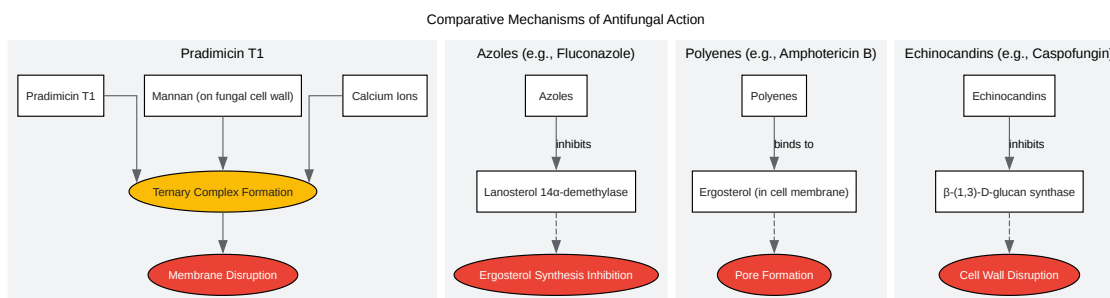 Comparative Mechanisms of Antifungal Action
Pradimicin T1
Pradimicin T1
Mannan (on fungal cell wall)
Calcium Ions
Ternary Complex Formation
Membrane Disruption
Azoles (e.g., Fluconazole)
Azoles
inhibits
Lanosterol 14α-demethylase
Ergosterol Synthesis Inhibition
Polyenes (e.g., Amphotericin B)
Polyenes
binds to
Ergosterol (in cell membrane)
Pore Formation
Echinocandins (e.g., Caspofungin)
Echinocandins
inhibits
β-(1,3)-D-glucan synthase
Cell Wall Disruption